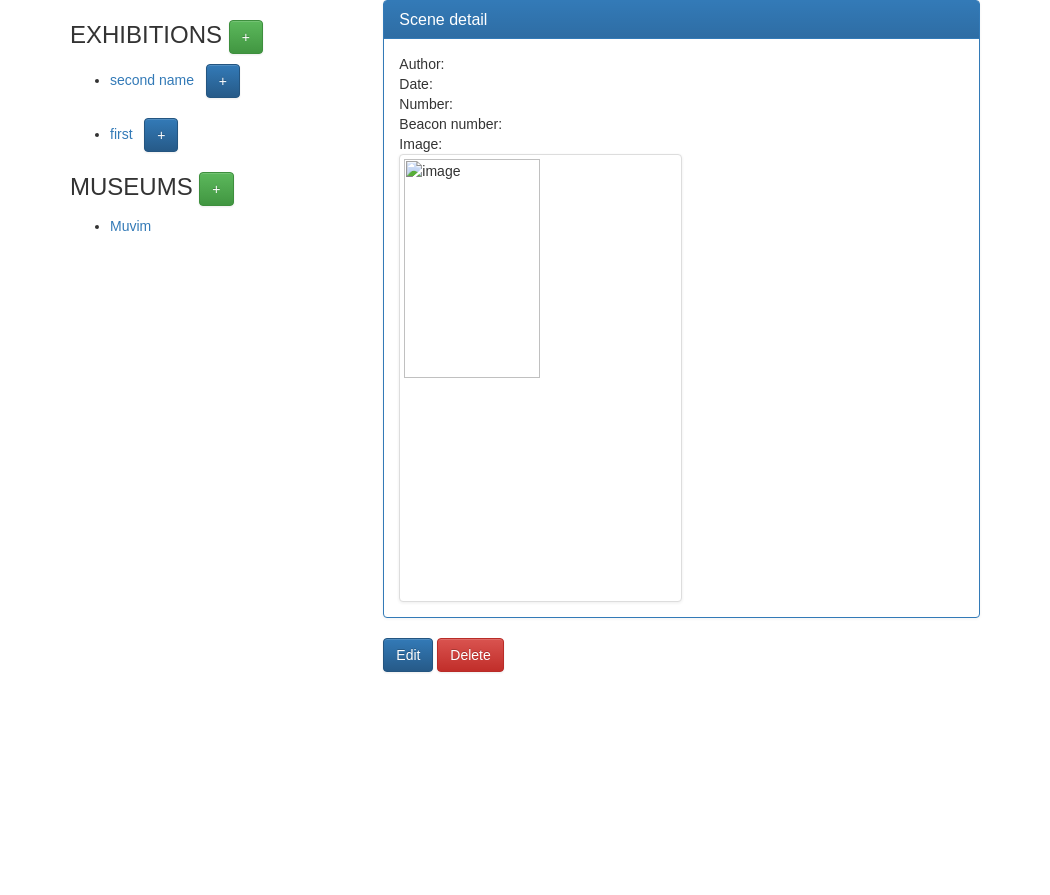 EXHIBITIONS +
second name +
first +
MUSEUMS +
Muvim
Scene detail
Author:
Date:
Number:
Beacon number:
Image:
image
Edit Delete